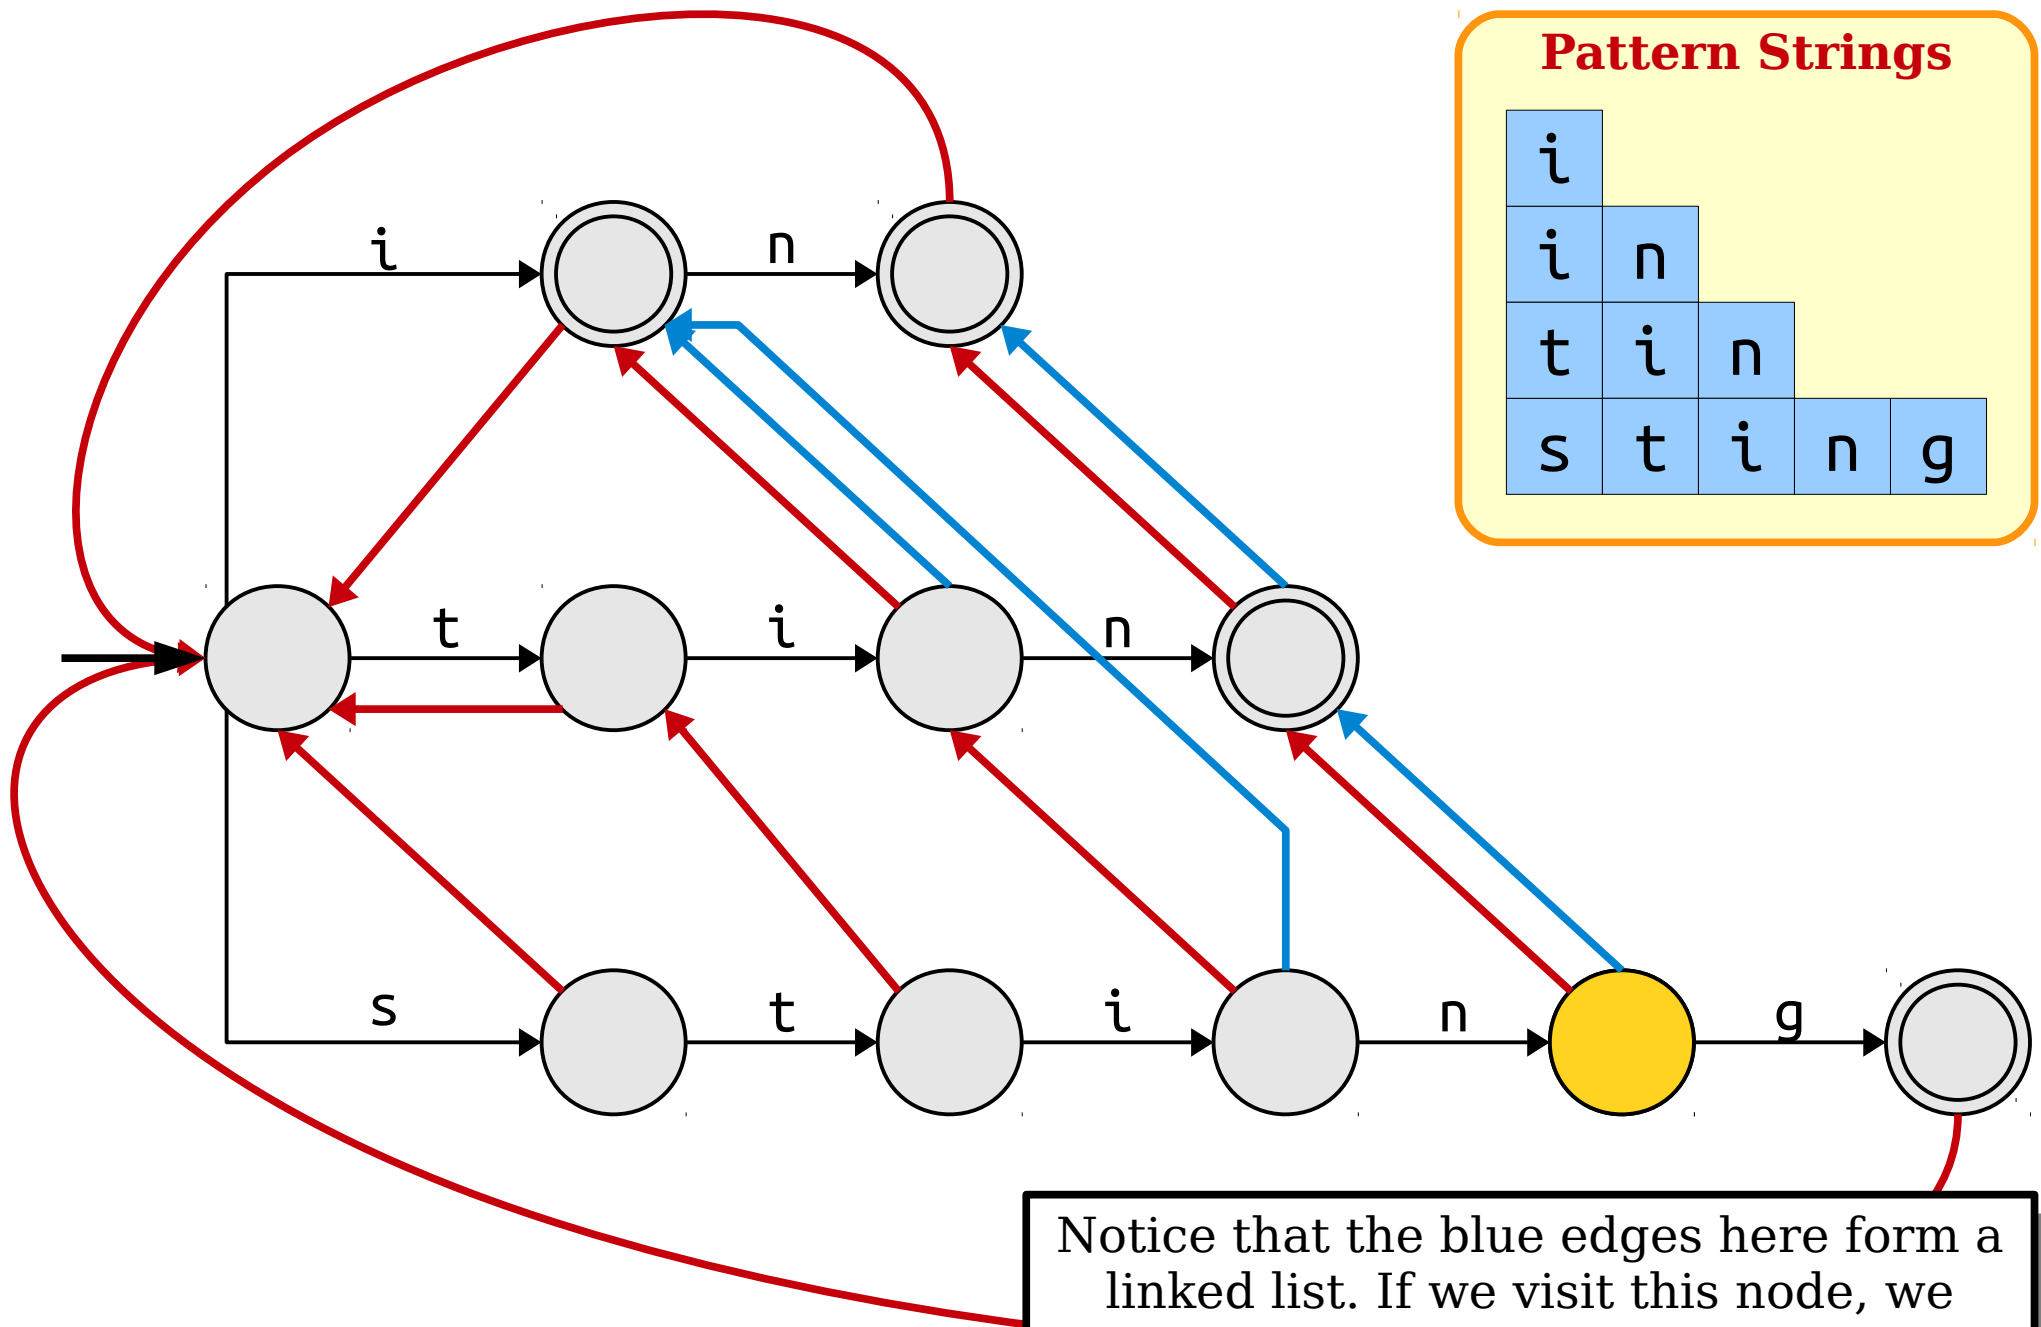 Pattern Strings
i
i n
t i n
s t i n g
i n
t i n
s t i n g
Notice that the blue edges here form a
linked list. If we visit this node, we